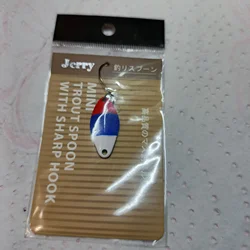 Jerry
釣りスプーン
MINI
TROUT SPOON
WITH SHARP HOOK